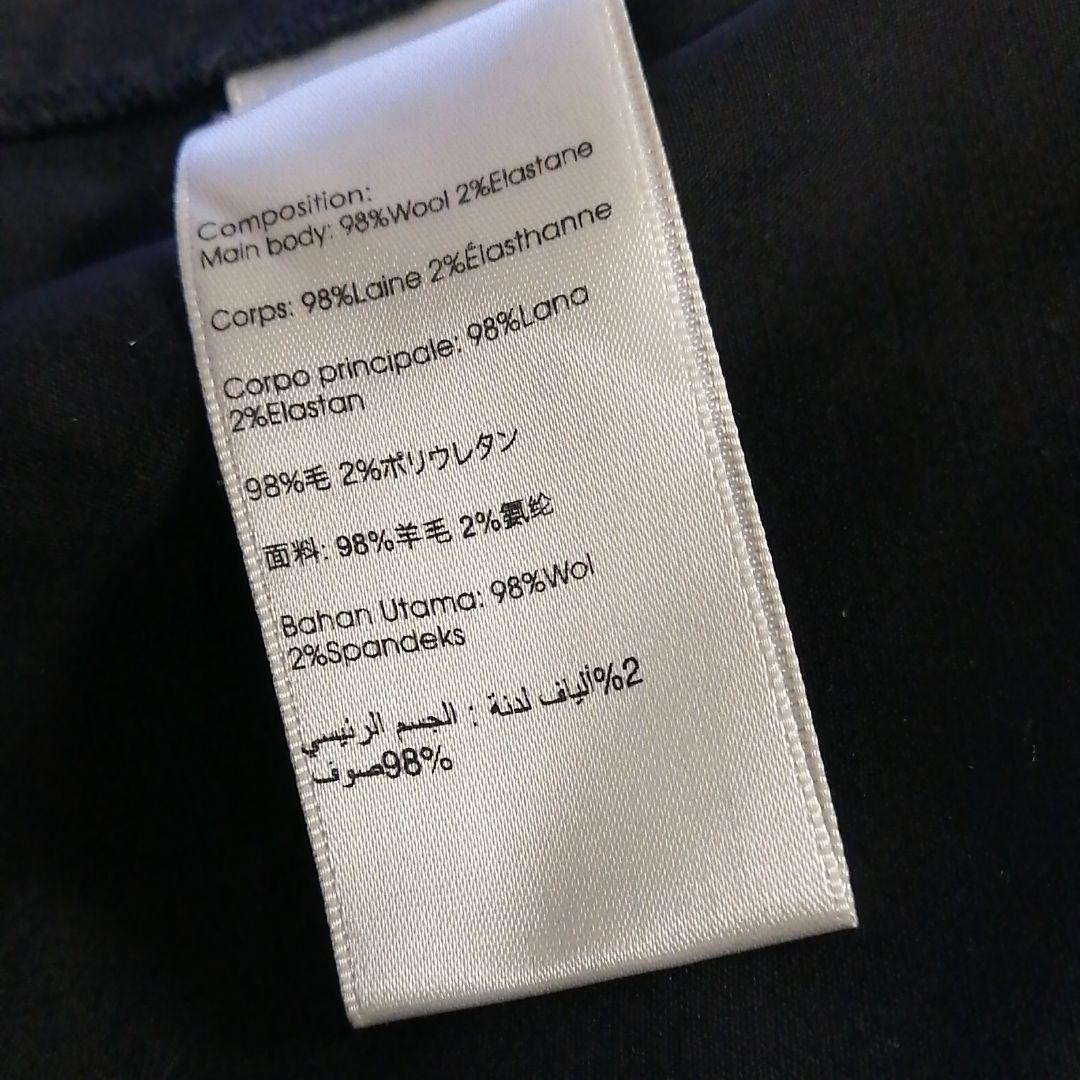 Composition:
Main body: 98%Wool 2%Elastane
Corps: 98%Laine 2%Élasthanne
Corpo principale: 98%Lana
2%Elastan
98%毛 2%ポリウレタン
面料: 98%羊毛 2%氨纶
Bahan Utama: 98%Wol
2%Spandeks
2%ألياف لدنة : الجسم الرئيسي
98%صوف